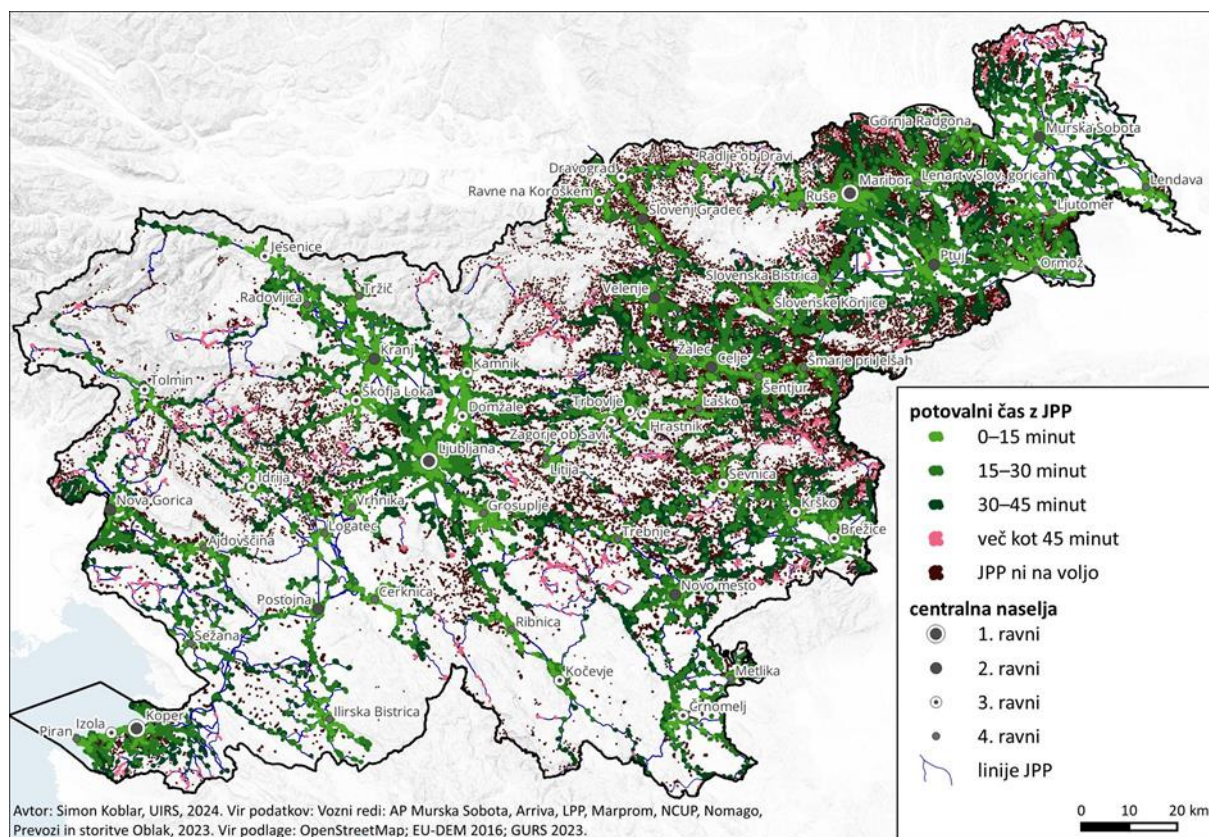 Gornja Radgona
Murska Sobota
Radlje ob Dravi
Dravograd
Maribor
Lenart v Slov. goricah
Lendava
Ravne na Koroškem
Ruše
Slovenj Gradec
Ljutomer
Jesenice
Ptuj
Ormož
Slovenska Bistrica
Velenje
Radovljica
Tržič
Slovenske Konjice
Kranj
Kamnik
Žalec
Celje
Šmarje pri Jelšah
Tolmin
Škofja Loka
Trbovlje
Laško
Šentjur
Domžale
Hrastnik
Zagorje ob Savi
Ljubljana
Litija
Sevnica
Idrija
Nova Gorica
Vrhnika
Grosuplje
Krško
Logatec
Trebnje
Brežice
Ajdovščina
Novo mesto
Postojna
Cerknica
Ribnica
Sežana
Kočevje
Metlika
Črnomelj
Koper
Izola
Ilirska Bistrica
Piran
potovalni čas z JPP
0–15 minut
15–30 minut
30–45 minut
več kot 45 minut
JPP ni na voljo
centralna naselja
1. ravni
2. ravni
3. ravni
4. ravni
linije JPP
0 10 20 km
Avtor: Simon Koblar, UIRS, 2024. Vir podatkov: Vozni redi: AP Murska Sobota, Arriva, LPP, Marprom, NCUP, Nomago,
Prevozi in storitve Oblak, 2023. Vir podlage: OpenStreetMap; EU-DEM 2016; GURS 2023.